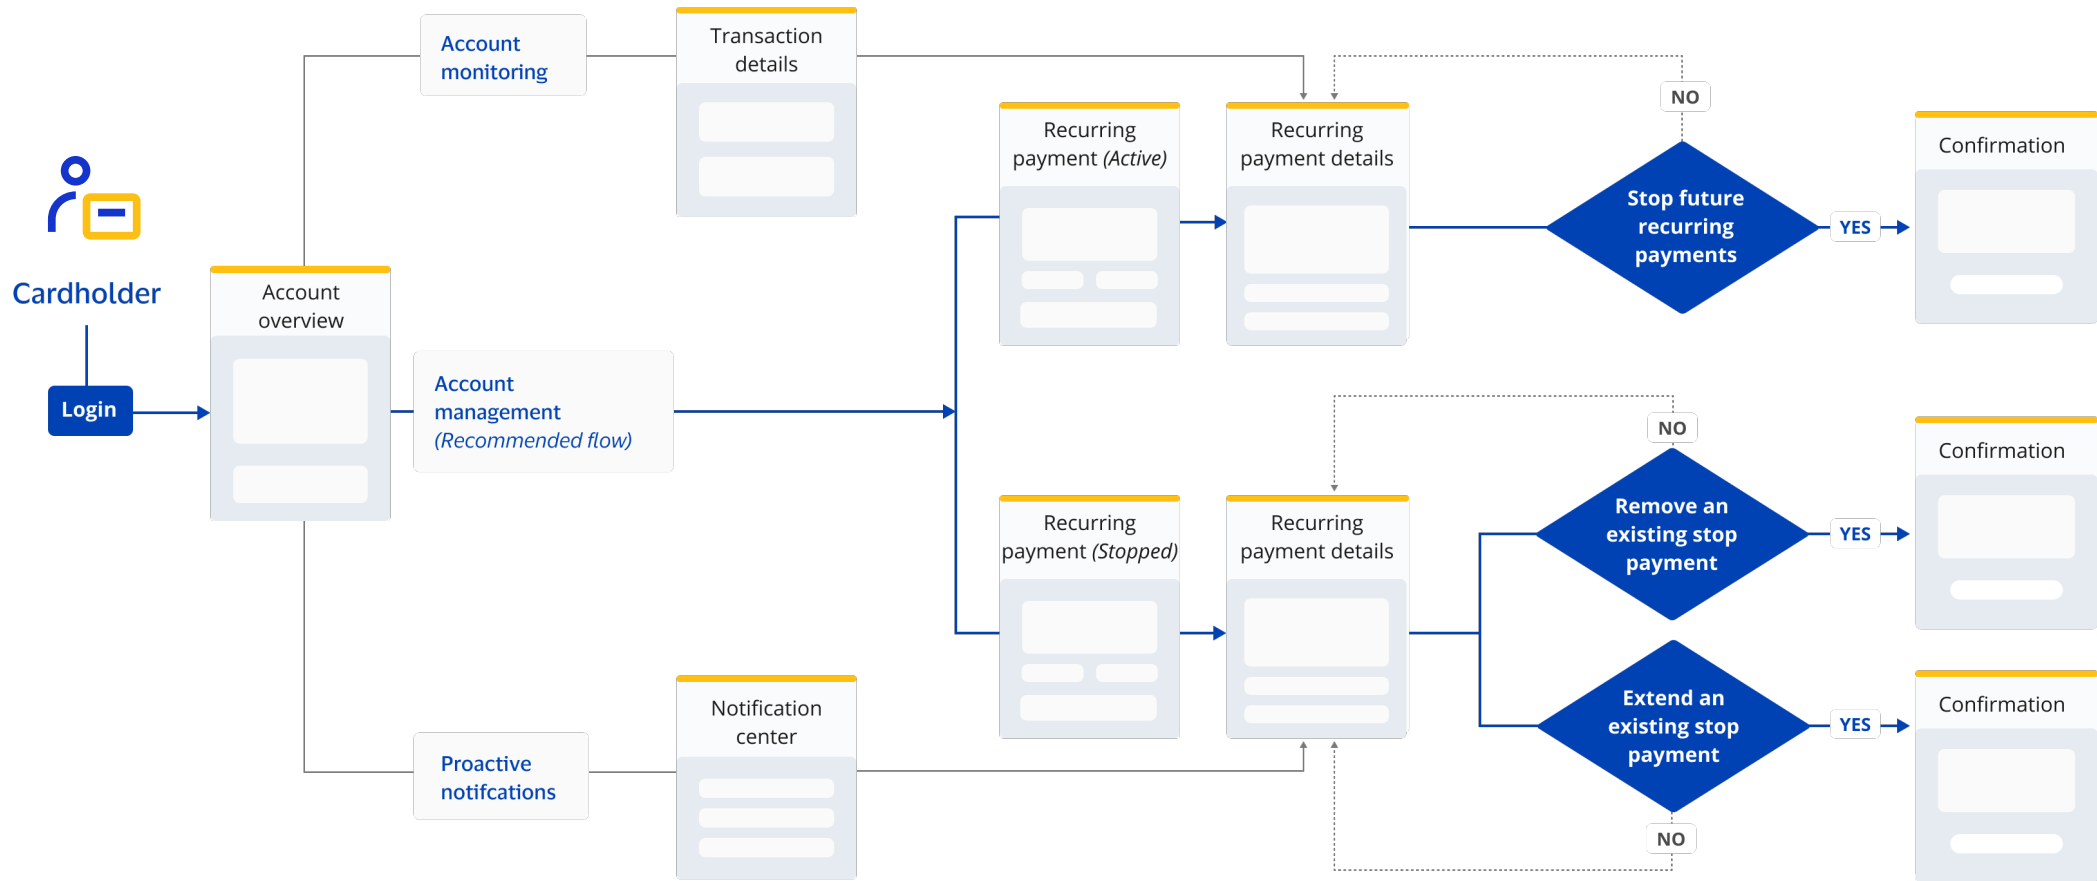 Cardholder
Login
Account
overview
Account
monitoring
Account
management
(Recommended flow)
Proactive
notifcations
Transaction
details
Notification
center
Recurring
payment (Active)
Recurring
payment details
NO
Stop future
recurring
payments
YES
Confirmation
Recurring
payment (Stopped)
Recurring
payment details
NO
Remove an
existing stop
payment
YES
Confirmation
Extend an
existing stop
payment
YES
NO
Confirmation